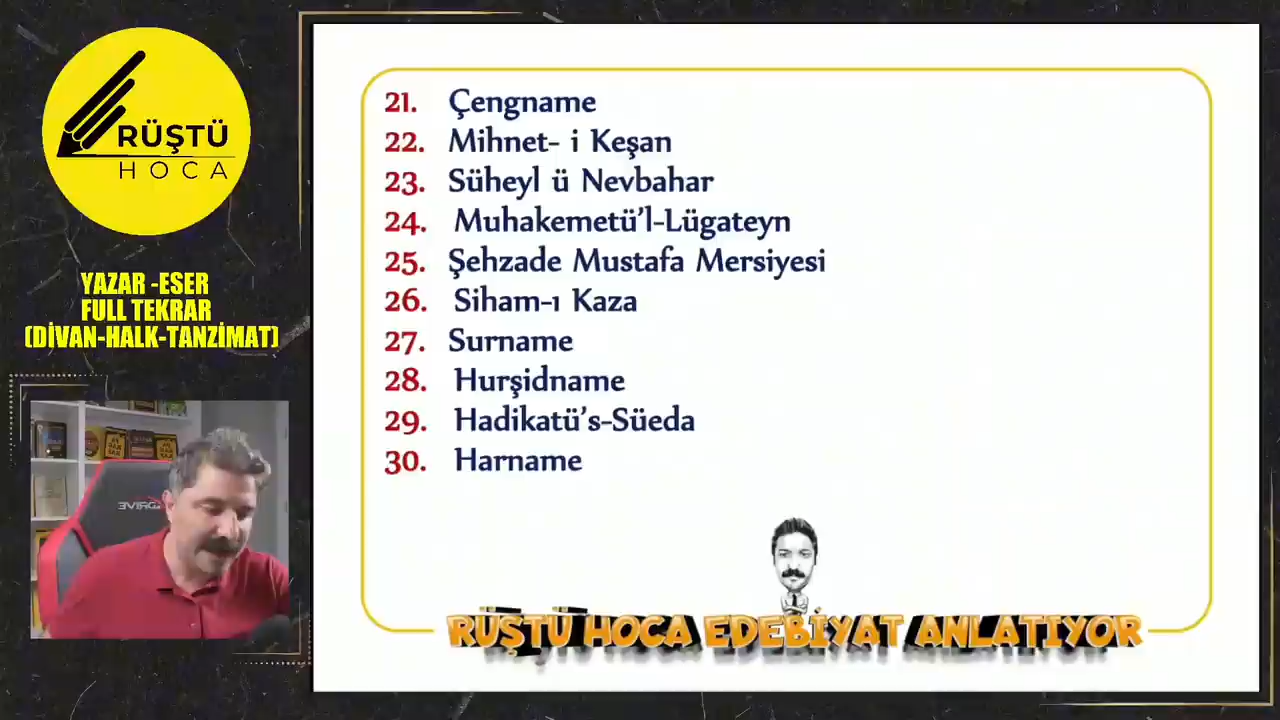 RÜŞTÜ
HOCA
YAZAR -ESER
FULL TEKRAR
(DİVAN-HALK-TANZİMAT)
21. Çengname
22. Mihnet- i Keşan
23. Süheyl ü Nevbahar
24. Muhakemetü'l-Lügateyn
25. Şehzade Mustafa Mersiyesi
26. Siham-ı Kaza
27. Surname
28. Hurşidname
29. Hadikatü's-Süeda
30. Harname
RÜŞTÜ HOCA EDEBİYAT ANLATIYOR